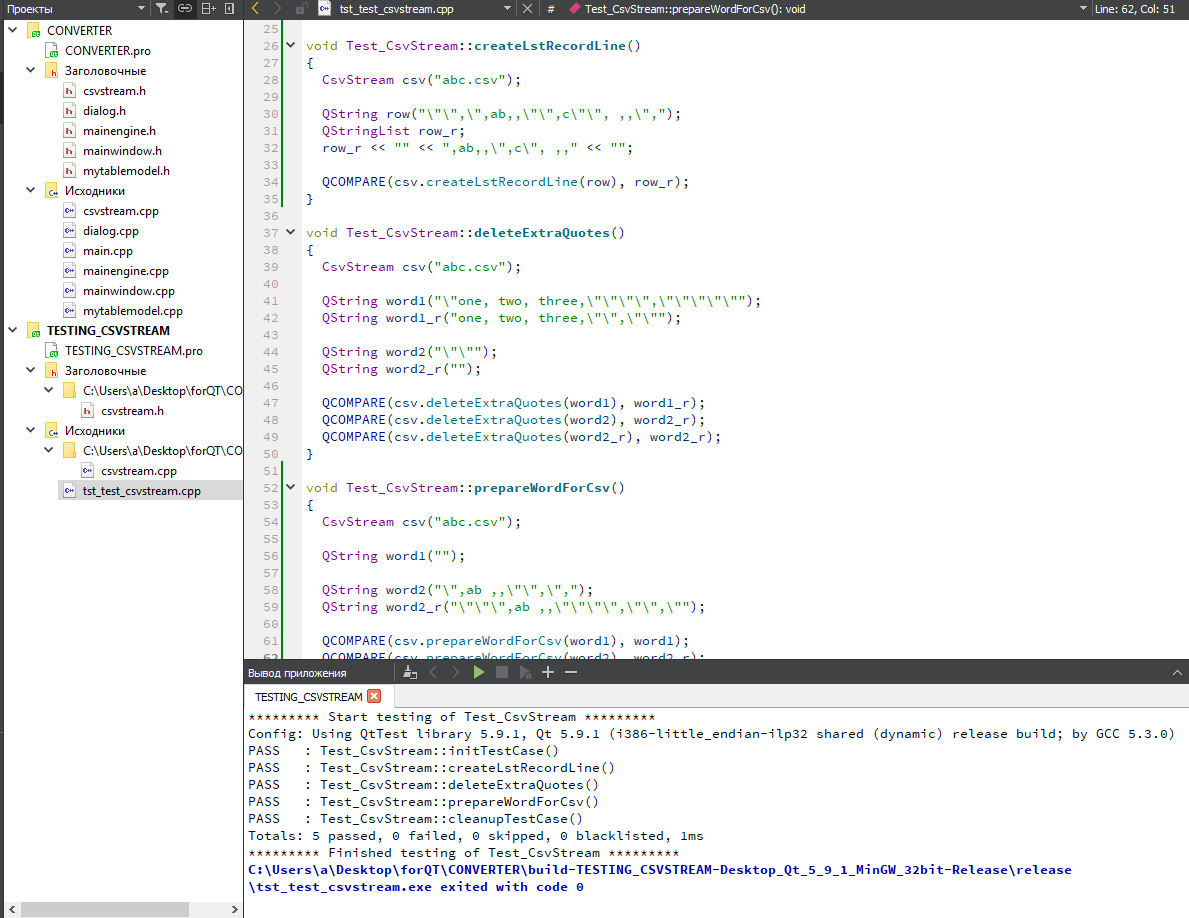 Проекты
tst_test_csvstream.cpp
#
Test_CsvStream::prepareWordForCsv(): void
Line: 62, Col: 51
CONVERTER
CONVERTER.pro
Заголовочные
csvstream.h
dialog.h
mainengine.h
mainwindow.h
mytablemodel.h
Исходники
csvstream.cpp
dialog.cpp
main.cpp
mainengine.cpp
mainwindow.cpp
mytablemodel.cpp
TESTING_CSVSTREAM
TESTING_CSVSTREAM.pro
Заголовочные
C:\Users\a\Desktop\forQT\CO
csvstream.h
Исходники
C:\Users\a\Desktop\forQT\CO
csvstream.cpp
tst_test_csvstream.cpp
25
26 void Test_CsvStream::createLstRecordLine()
27 {
28 CsvStream csv("abc.csv");
29
30 QString row("\"\",\",ab,,\"\",c\"\", ,,\",");
31 QStringList row_r;
32 row_r << "" << ",ab,,\",c\", ,," << "";
33
34 QCOMPARE(csv.createLstRecordLine(row), row_r);
35 }
36
37 void Test_CsvStream::deleteExtraQuotes()
38 {
39 CsvStream csv("abc.csv");
40
41 QString word1("\"one, two, three,\"\"\"\",\"\"\"\"\"");
42 QString word1_r("one, two, three,\"\",\"\"");
43
44 QString word2("\"\"");
45 QString word2_r("");
46
47 QCOMPARE(csv.deleteExtraQuotes(word1), word1_r);
48 QCOMPARE(csv.deleteExtraQuotes(word2), word2_r);
49 QCOMPARE(csv.deleteExtraQuotes(word2_r), word2_r);
50 }
51
52 void Test_CsvStream::prepareWordForCsv()
53 {
54 CsvStream csv("abc.csv");
55
56 QString word1("");
57
58 QString word2("\",ab ,,\"\",\",");
59 QString word2_r("\"\"\",ab ,,\"\"\"\",\"\",\"");
60
61 QCOMPARE(csv.prepareWordForCsv(word1), word1);
62 QCOMPARE(csv.prepareWordForCsv(word2), word2_r);
Вывод приложения
TESTING_CSVSTREAM
********* Start testing of Test_CsvStream *********
Config: Using QtTest library 5.9.1, Qt 5.9.1 (i386-little_endian-ilp32 shared (dynamic) release build; by GCC 5.3.0)
PASS   : Test_CsvStream::initTestCase()
PASS   : Test_CsvStream::createLstRecordLine()
PASS   : Test_CsvStream::deleteExtraQuotes()
PASS   : Test_CsvStream::prepareWordForCsv()
PASS   : Test_CsvStream::cleanupTestCase()
Totals: 5 passed, 0 failed, 0 skipped, 0 blacklisted, 1ms
********* Finished testing of Test_CsvStream *********
C:\Users\a\Desktop\forQT\CONVERTER\build-TESTING_CSVSTREAM-Desktop_Qt_5_9_1_MinGW_32bit-Release\release
\tst_test_csvstream.exe exited with code 0